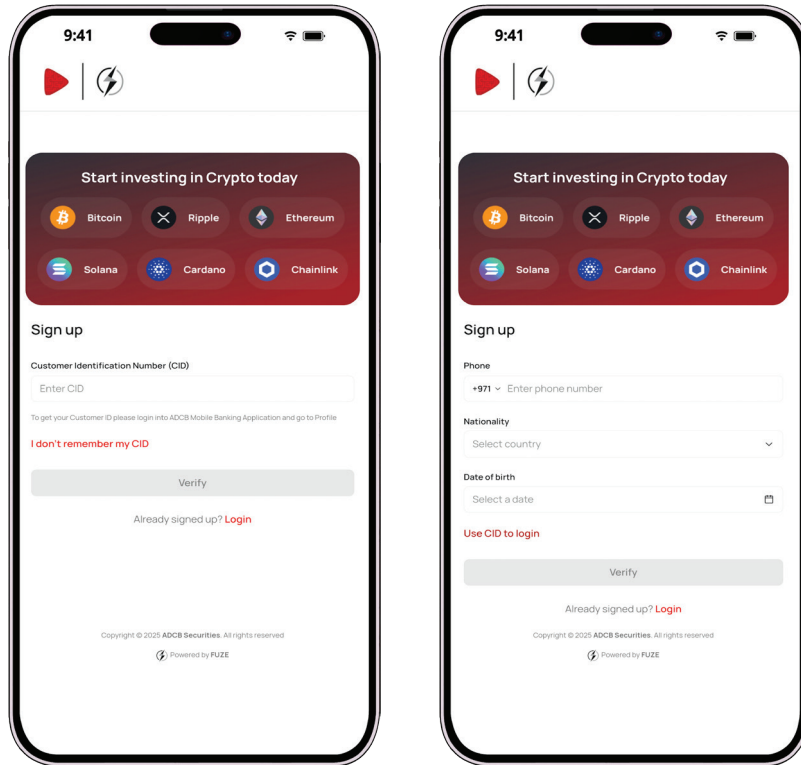 9:41
Start investing in Crypto today
Bitcoin Ripple Ethereum
Solana Cardano Chainlink
Sign up
Customer Identification Number (CID)
Enter CID
To get your Customer ID please login into ADCB Mobile Banking Application and go to Profile
I don't remember my CID
Verify
Already signed up? Login
Copyright © 2025 ADCB Securities. All rights reserved
Powered by FUZE
9:41
Start investing in Crypto today
Bitcoin Ripple Ethereum
Solana Cardano Chainlink
Sign up
Phone
+971 Enter phone number
Nationality
Select country
Date of birth
Select a date
Use CID to login
Verify
Already signed up? Login
Copyright © 2025 ADCB Securities. All rights reserved
Powered by FUZE